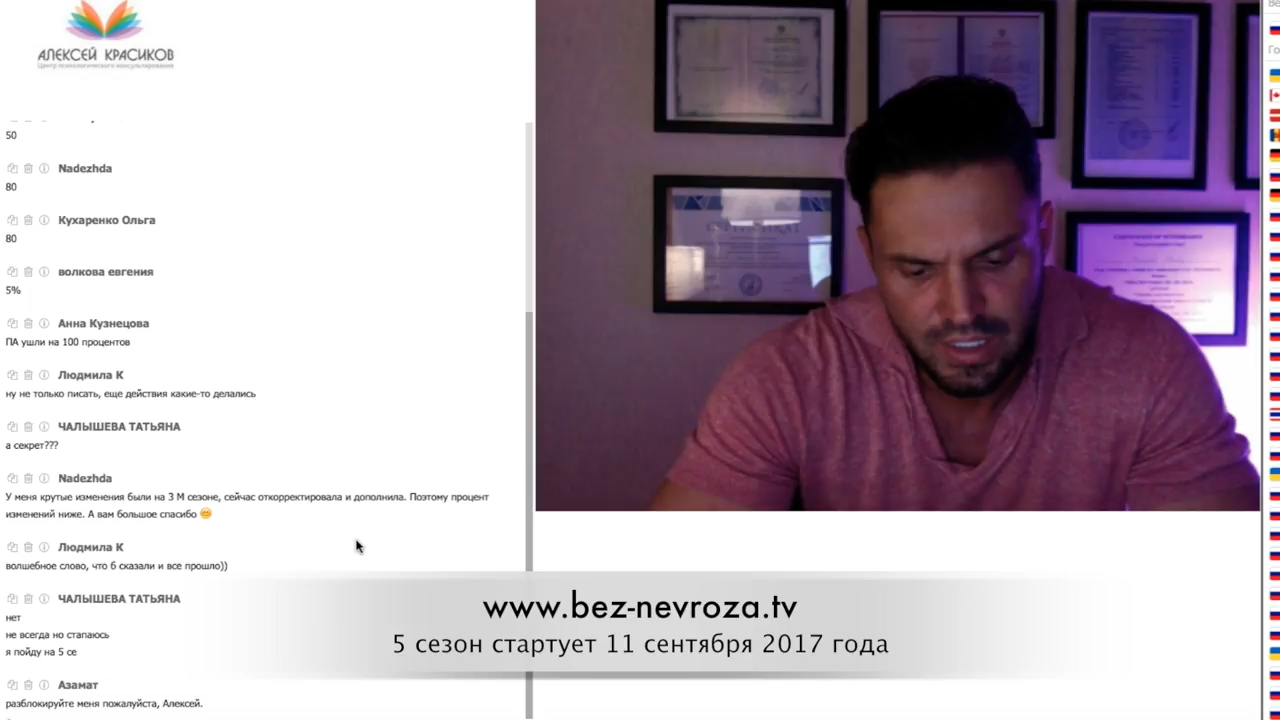 АЛЕКСЕЙ КРАСИКОВ
Центр психологического консультирования
50
Nadezhda
80
Кухаренко Ольга
80
волкова евгения
5%
Анна Кузнецова
ПА ушли на 100 процентов
Людмила К
ну не только писать, еще действия какие-то делались
ЧАЛЫШЕВА ТАТЬЯНА
а секрет???
Nadezhda
У меня крутые изменения были на 3 М сезоне, сейчас откорректировала и дополнила. Поэтому процент
изменений ниже. А вам большое спасибо 😊
Людмила К
волшебное слово, что б сказали и все прошло))
ЧАЛЫШЕВА ТАТЬЯНА
нет
не всегда но стапаюсь
я пойду на 5 се
Азамат
разблокируйте меня пожалуйста, Алексей.
www.bez-nevroza.tv
5 сезон стартует 11 сентября 2017 года